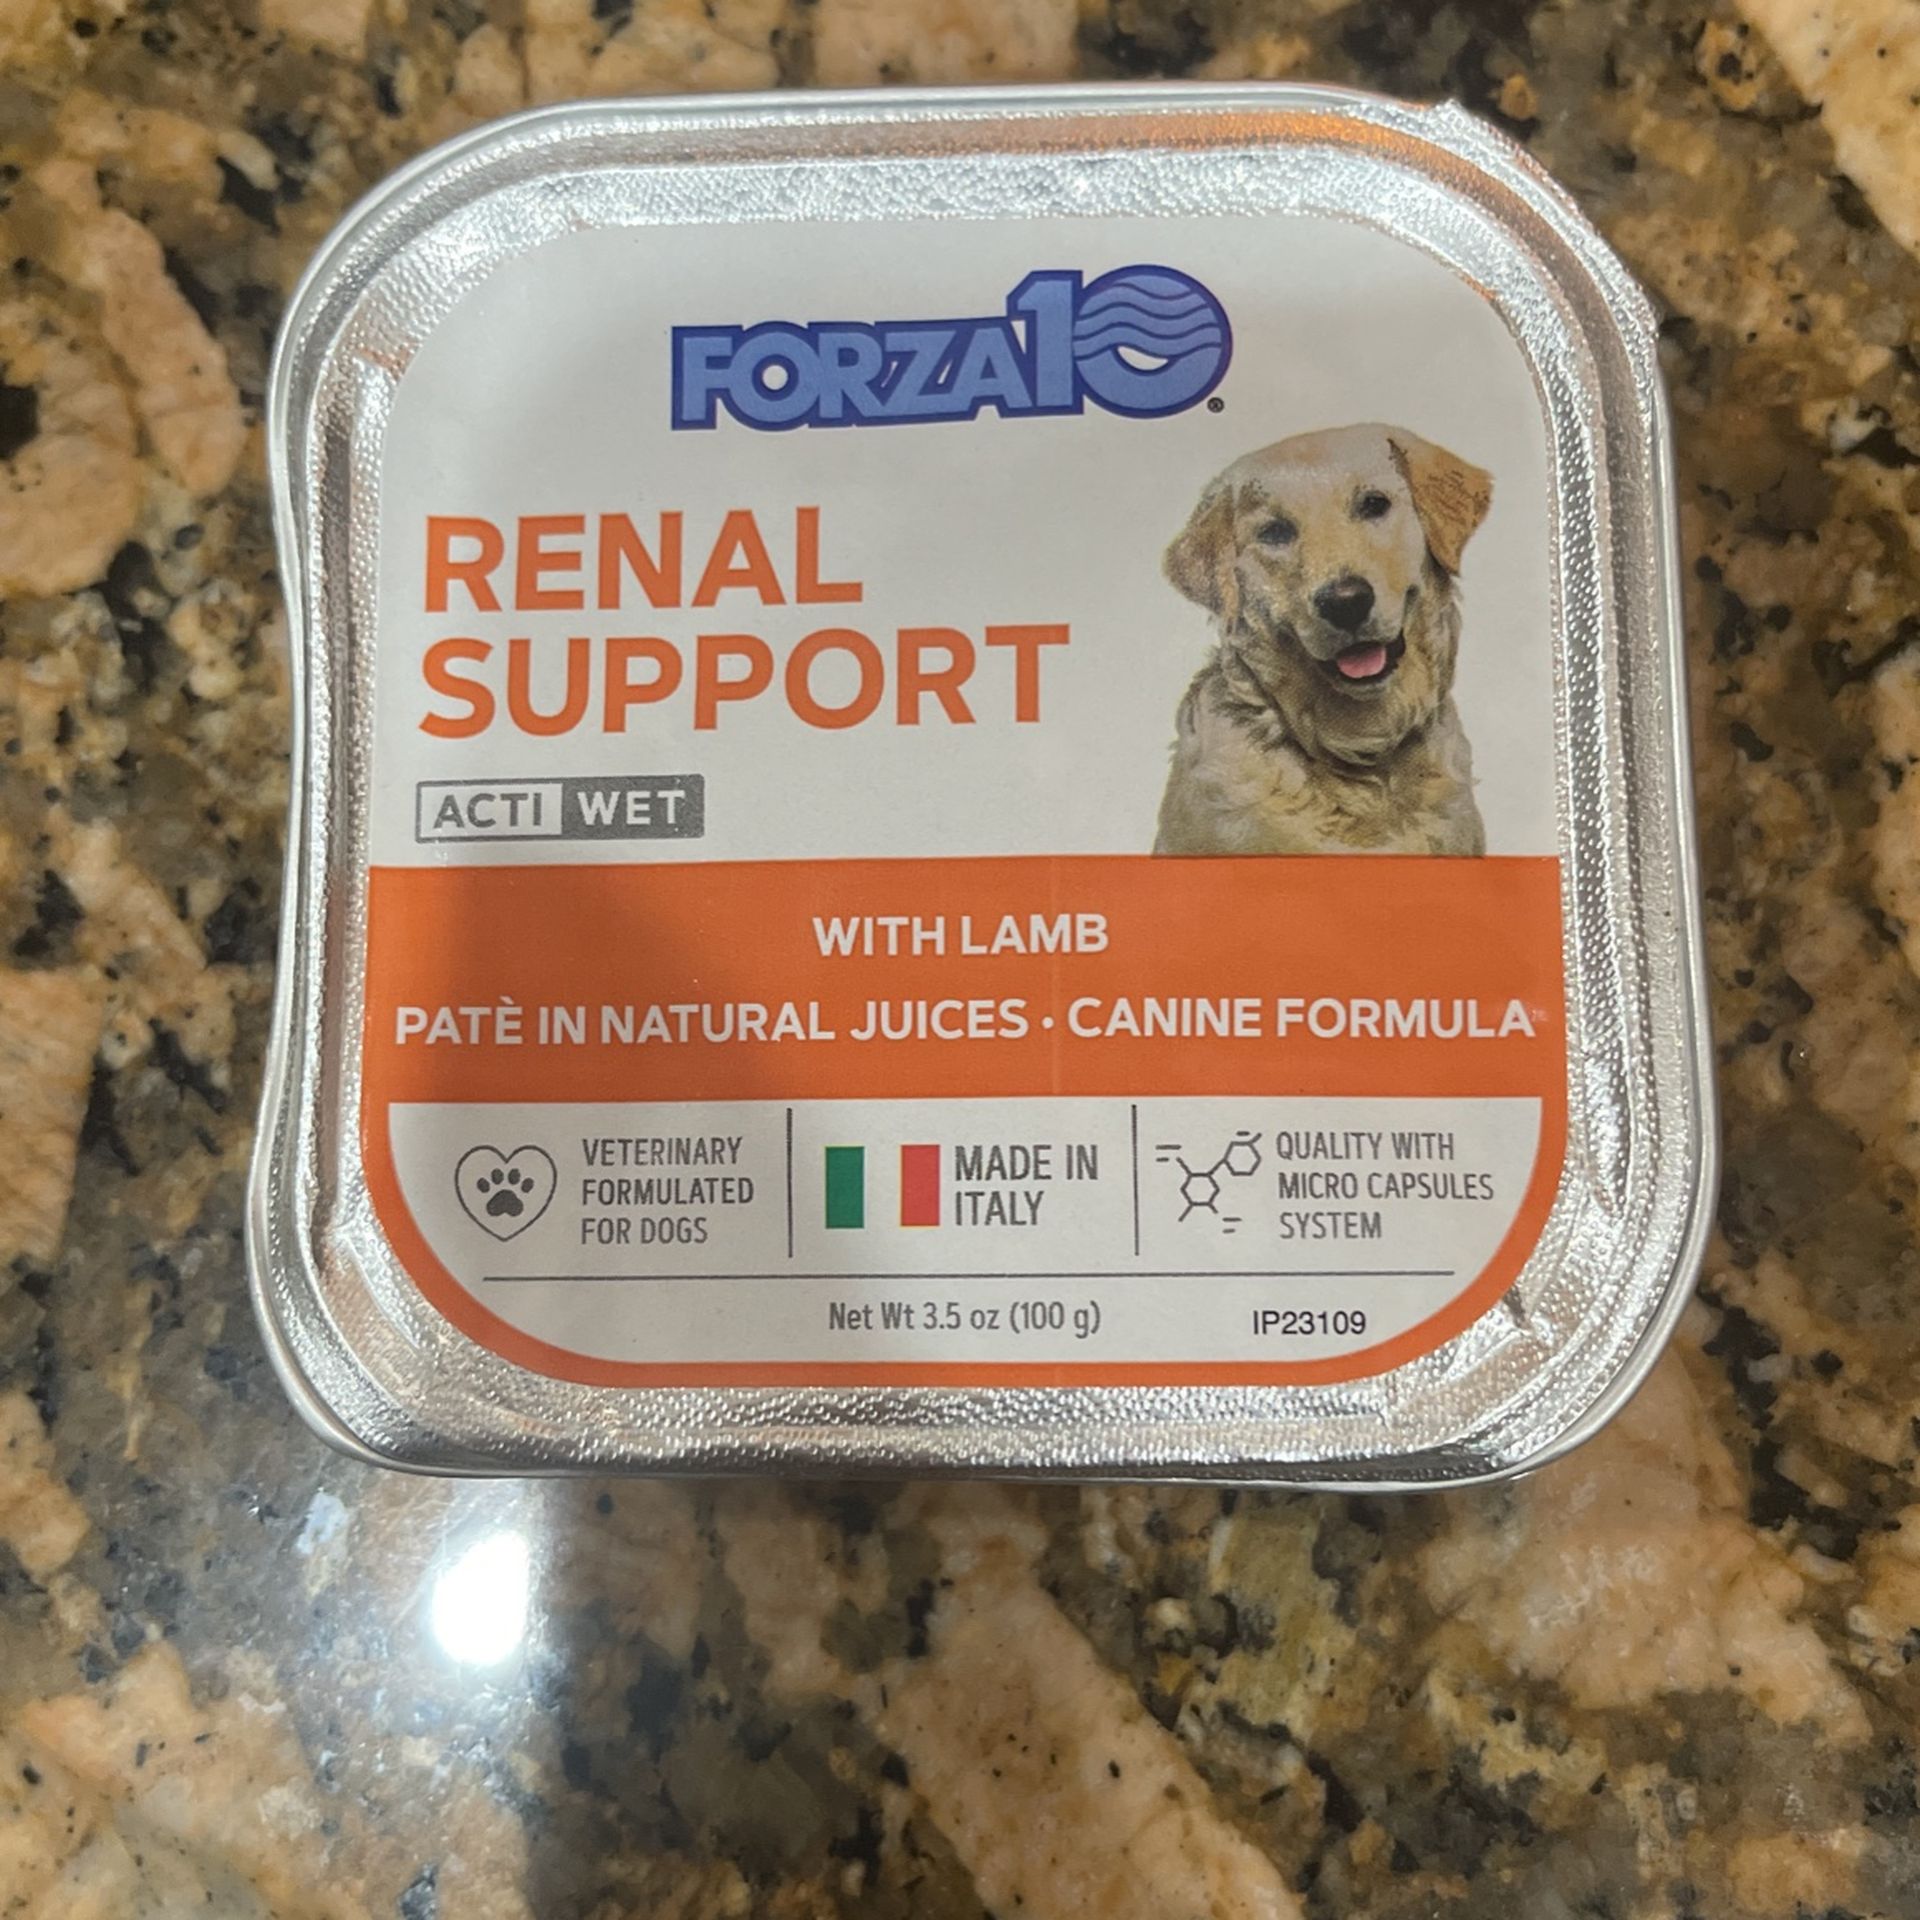 FORZA10®
RENAL
SUPPORT
ACTI WET
WITH LAMB
PATÈ IN NATURAL JUICES • CANINE FORMULA
VETERINARY
FORMULATED
FOR DOGS
MADE IN
ITALY
QUALITY WITH
MICRO CAPSULES
SYSTEM
Net Wt 3.5 oz (100 g)
IP23109